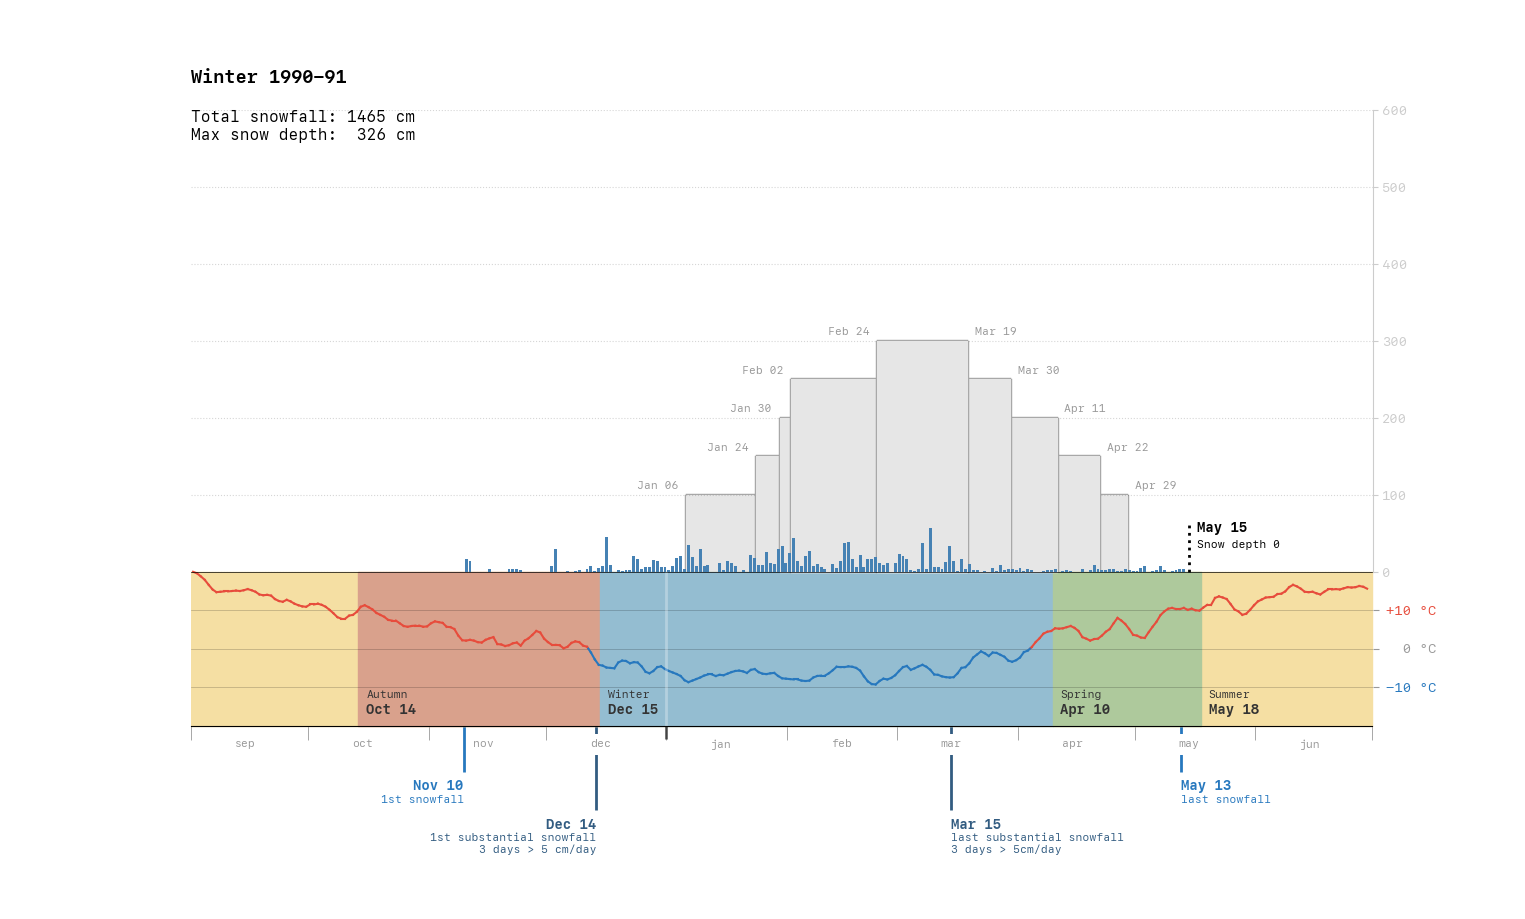 Winter 1990–91
Total snowfall: 1465 cm
Max snow depth:  326 cm
600
500
400
300
200
100
0
Feb 24
Mar 19
Feb 02
Mar 30
Jan 30
Apr 11
Jan 24
Apr 22
Jan 06
Apr 29
May 15
Snow depth 0
+10 °C
0 °C
−10 °C
Autumn
Oct 14
Winter
Dec 15
Spring
Apr 10
Summer
May 18
sep
oct
nov
dec
jan
feb
mar
apr
may
jun
Nov 10
1st snowfall
May 13
last snowfall
Dec 14
1st substantial snowfall
3 days > 5 cm/day
Mar 15
last substantial snowfall
3 days > 5cm/day